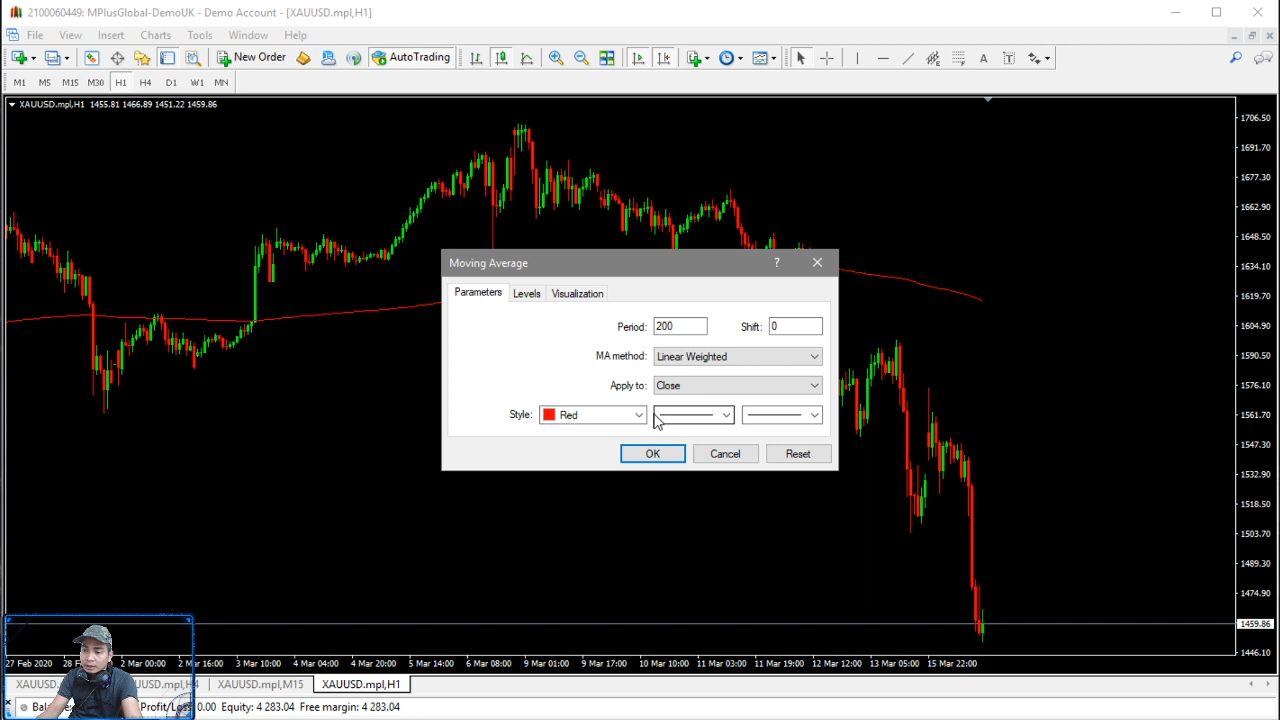 2100060449: MPlusGlobal-DemoUK - Demo Account - [XAUUSD.mpl,H1]
File View Insert Charts Tools Window Help
New Order AutoTrading
M1 M5 M15 M30 H1 H4 D1 W1 MN
XAUUSD.mpl,H1 1455.81 1466.89 1451.22 1459.86
1706.50
1691.70
1677.30
1662.90
1648.50
1634.10
1619.70
1604.90
1590.50
1576.10
1561.70
1547.30
1532.90
1518.50
1503.70
1489.30
1474.90
1459.86
1446.10
Moving Average
Parameters Levels Visualization
Period: 200 Shift: 0
MA method: Linear Weighted
Apply to: Close
Style: Red
OK Cancel Reset
27 Feb 2020 28 2 Mar 00:00 2 Mar 16:00 3 Mar 10:00 4 Mar 04:00 4 Mar 20:00 5 Mar 14:00 6 Mar 08:00 9 Mar 01:00 9 Mar 17:00 10 Mar 10:00 11 Mar 03:00 11 Mar 19:00 12 Mar 12:00 13 Mar 05:00 15 Mar 22:00
XAUUSD. USD.mpl,H4 XAUUSD.mpl,M15 XAUUSD.mpl,H1
Profit/Loss: 0.00 Equity: 4 283.04 Free margin: 4 283.04